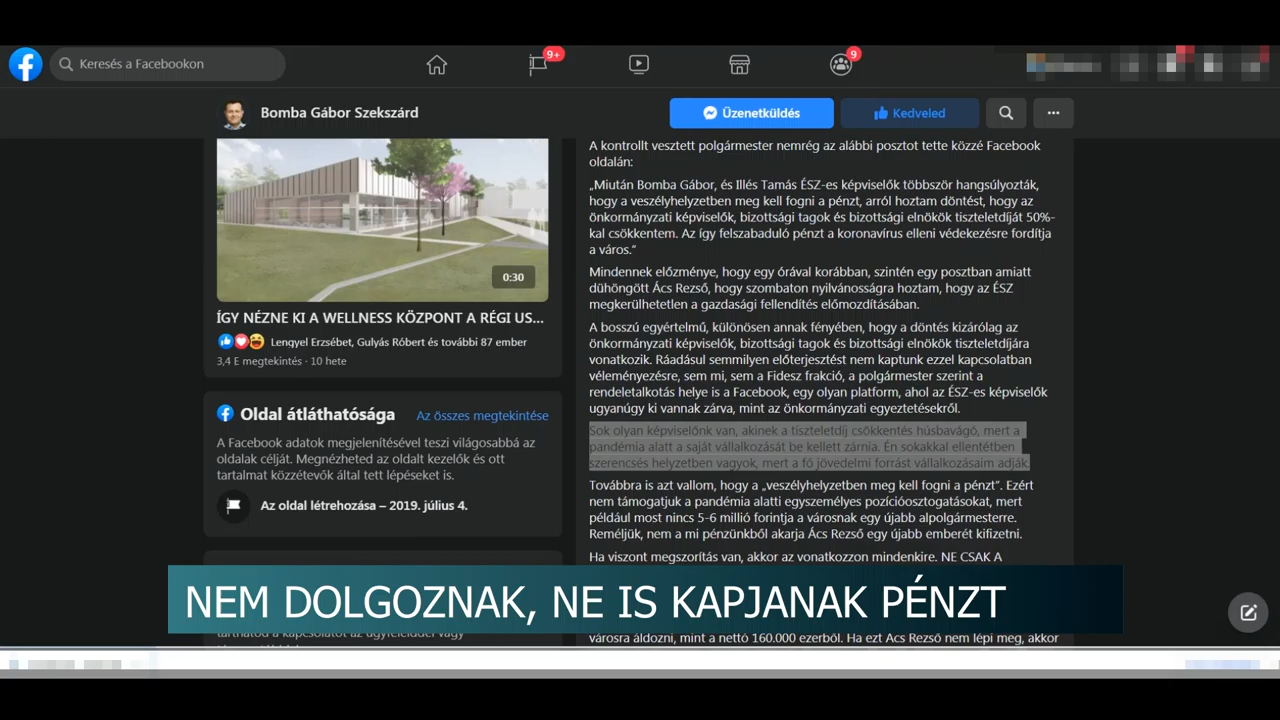 Keresés a Facebookon
9+
9
Bomba Gábor Szekszárd
Üzenetküldés
Kedveled
0:30
ÍGY NÉZNE KI A WELLNESS KÖZPONT A RÉGI US...
Lengyel Erzsébet, Gulyás Róbert és további 87 ember
3,4 E megtekintés · 10 hete
Oldal átláthatósága
Az összes megtekintése
A Facebook adatok megjelenítésével teszi világosabbá az
oldalak célját. Megnézheted az oldalt kezelők és ott
tartalmat közzétevők által tett lépéseket is.
Az oldal létrehozása – 2019. július 4.
A kontrollt vesztett polgármester nemrég az alábbi posztot tette közzé Facebook
oldalán:
„Miután Bomba Gábor, és Illés Tamás ÉSZ-es képviselők többször hangsúlyozták,
hogy a veszélyhelyzetben meg kell fogni a pénzt, arról hoztam döntést, hogy az
önkormányzati képviselők, bizottsági tagok és bizottsági elnökök tiszteletdíját 50%-
kal csökkentem. Az így felszabaduló pénzt a koronavírus elleni védekezésre fordítja
a város.”
Mindennek előzménye, hogy egy órával korábban, szintén egy posztban amiatt
dühöngött Ács Rezső, hogy szombaton nyilvánosságra hoztam, hogy az ÉSZ
megkerülhetetlen a gazdasági fellendítés előmozdításában.
A bosszú egyértelmű, különösen annak fényében, hogy a döntés kizárólag az
önkormányzati képviselők, bizottsági tagok és bizottsági elnökök tiszteletdíjára
vonatkozik. Ráadásul semmilyen előterjesztést nem kaptunk ezzel kapcsolatban
véleményezésre, sem mi, sem a Fidesz frakció, a polgármester szerint a
rendeletalkotás helye is a Facebook, egy olyan platform, ahol az ÉSZ-es képviselők
ugyanúgy ki vannak zárva, mint az önkormányzati egyeztetésekről.
Sok olyan képviselőnk van, akinek a tiszteletdíj csökkentés húsbavágó, mert a
pandémia alatt a saját vállalkozását be kellett zárnia. Én sokakkal ellentétben
szerencsés helyzetben vagyok, mert a fő jövedelmi forrást vállalkozásaim adják.
Továbbra is azt vallom, hogy a „veszélyhelyzetben meg kell fogni a pénzt”. Ezért
nem támogatjuk a pandémia alatti egyszemélyes pozícióosztogatásokat, mert
például most nincs 5-6 millió forintja a városnak egy újabb alpolgármesterre.
Reméljük, nem a mi pénzünkből akarja Ács Rezső egy újabb emberét kifizetni.
Ha viszont megszorítás van, akkor az vonatkozzon mindenkire. NE CSAK A
NEM DOLGOZNAK, NE IS KAPJANAK PÉNZT
városra áldozni, mint a nettó 160.000 ezerből. Ha ezt Ács Rezső nem lépi meg, akkor